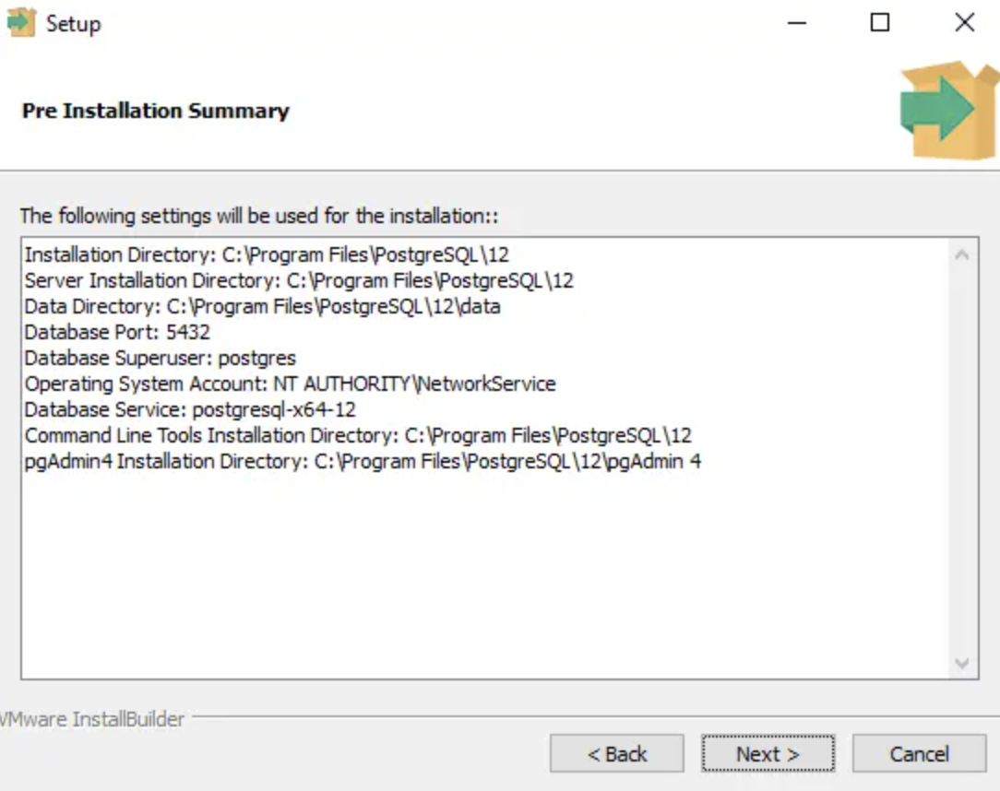 Setup
Pre Installation Summary
The following settings will be used for the installation::
Installation Directory: C:\Program Files\PostgreSQL\12
Server Installation Directory: C:\Program Files\PostgreSQL\12
Data Directory: C:\Program Files\PostgreSQL\12\data
Database Port: 5432
Database Superuser: postgres
Operating System Account: NT AUTHORITY\NetworkService
Database Service: postgresql-x64-12
Command Line Tools Installation Directory: C:\Program Files\PostgreSQL\12
pgAdmin4 Installation Directory: C:\Program Files\PostgreSQL\12\pgAdmin 4
VMware InstallBuilder
< Back Next > Cancel